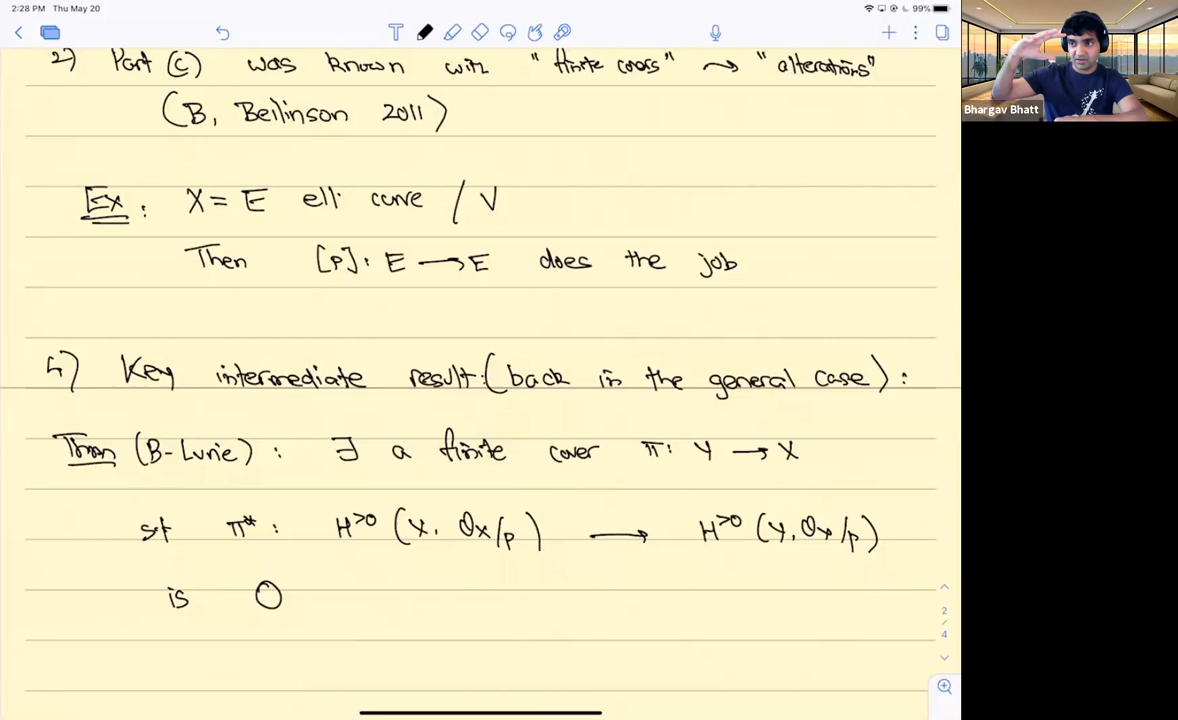 2:28 PM Thu May 20
99%
2) Part (c) was known with "finite covers" ⇝ "alterations"
(B, Beilinson 2011)
Bhargav Bhatt
Ex: X = E ell. curve / V
Then [p]: E → E does the job
4) Key intermediate result: (back in the general case):
Thm (B-Lurie): ∃ a finite cover π: Y → X
st π*: H^{>0}(X, O_X/p) → H^{>0}(Y, O_Y/p)
is 0
2
/
4